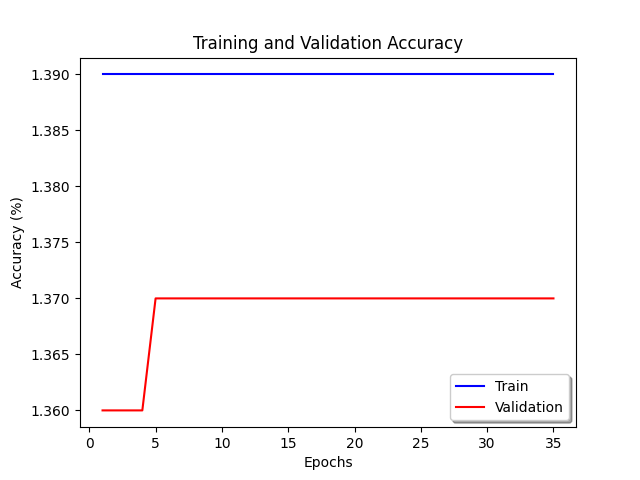 Training and Validation Accuracy
Accuracy (%)
1.390
1.385
1.380
1.375
1.370
1.365
1.360
Train
Validation
0 5 10 15 20 25 30 35
Epochs